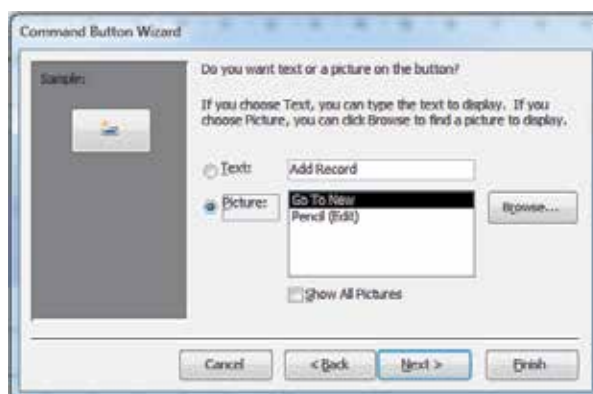 Command Button Wizard
Sample:
Do you want text or a picture on the button?
If you choose Text, you can type the text to display. If you
choose Picture, you can click Browse to find a picture to display.
Text:
Add Record
Picture:
Go To New
Pencil (Edit)
Browse...
Show All Pictures
Cancel
< Back
Next >
Finish